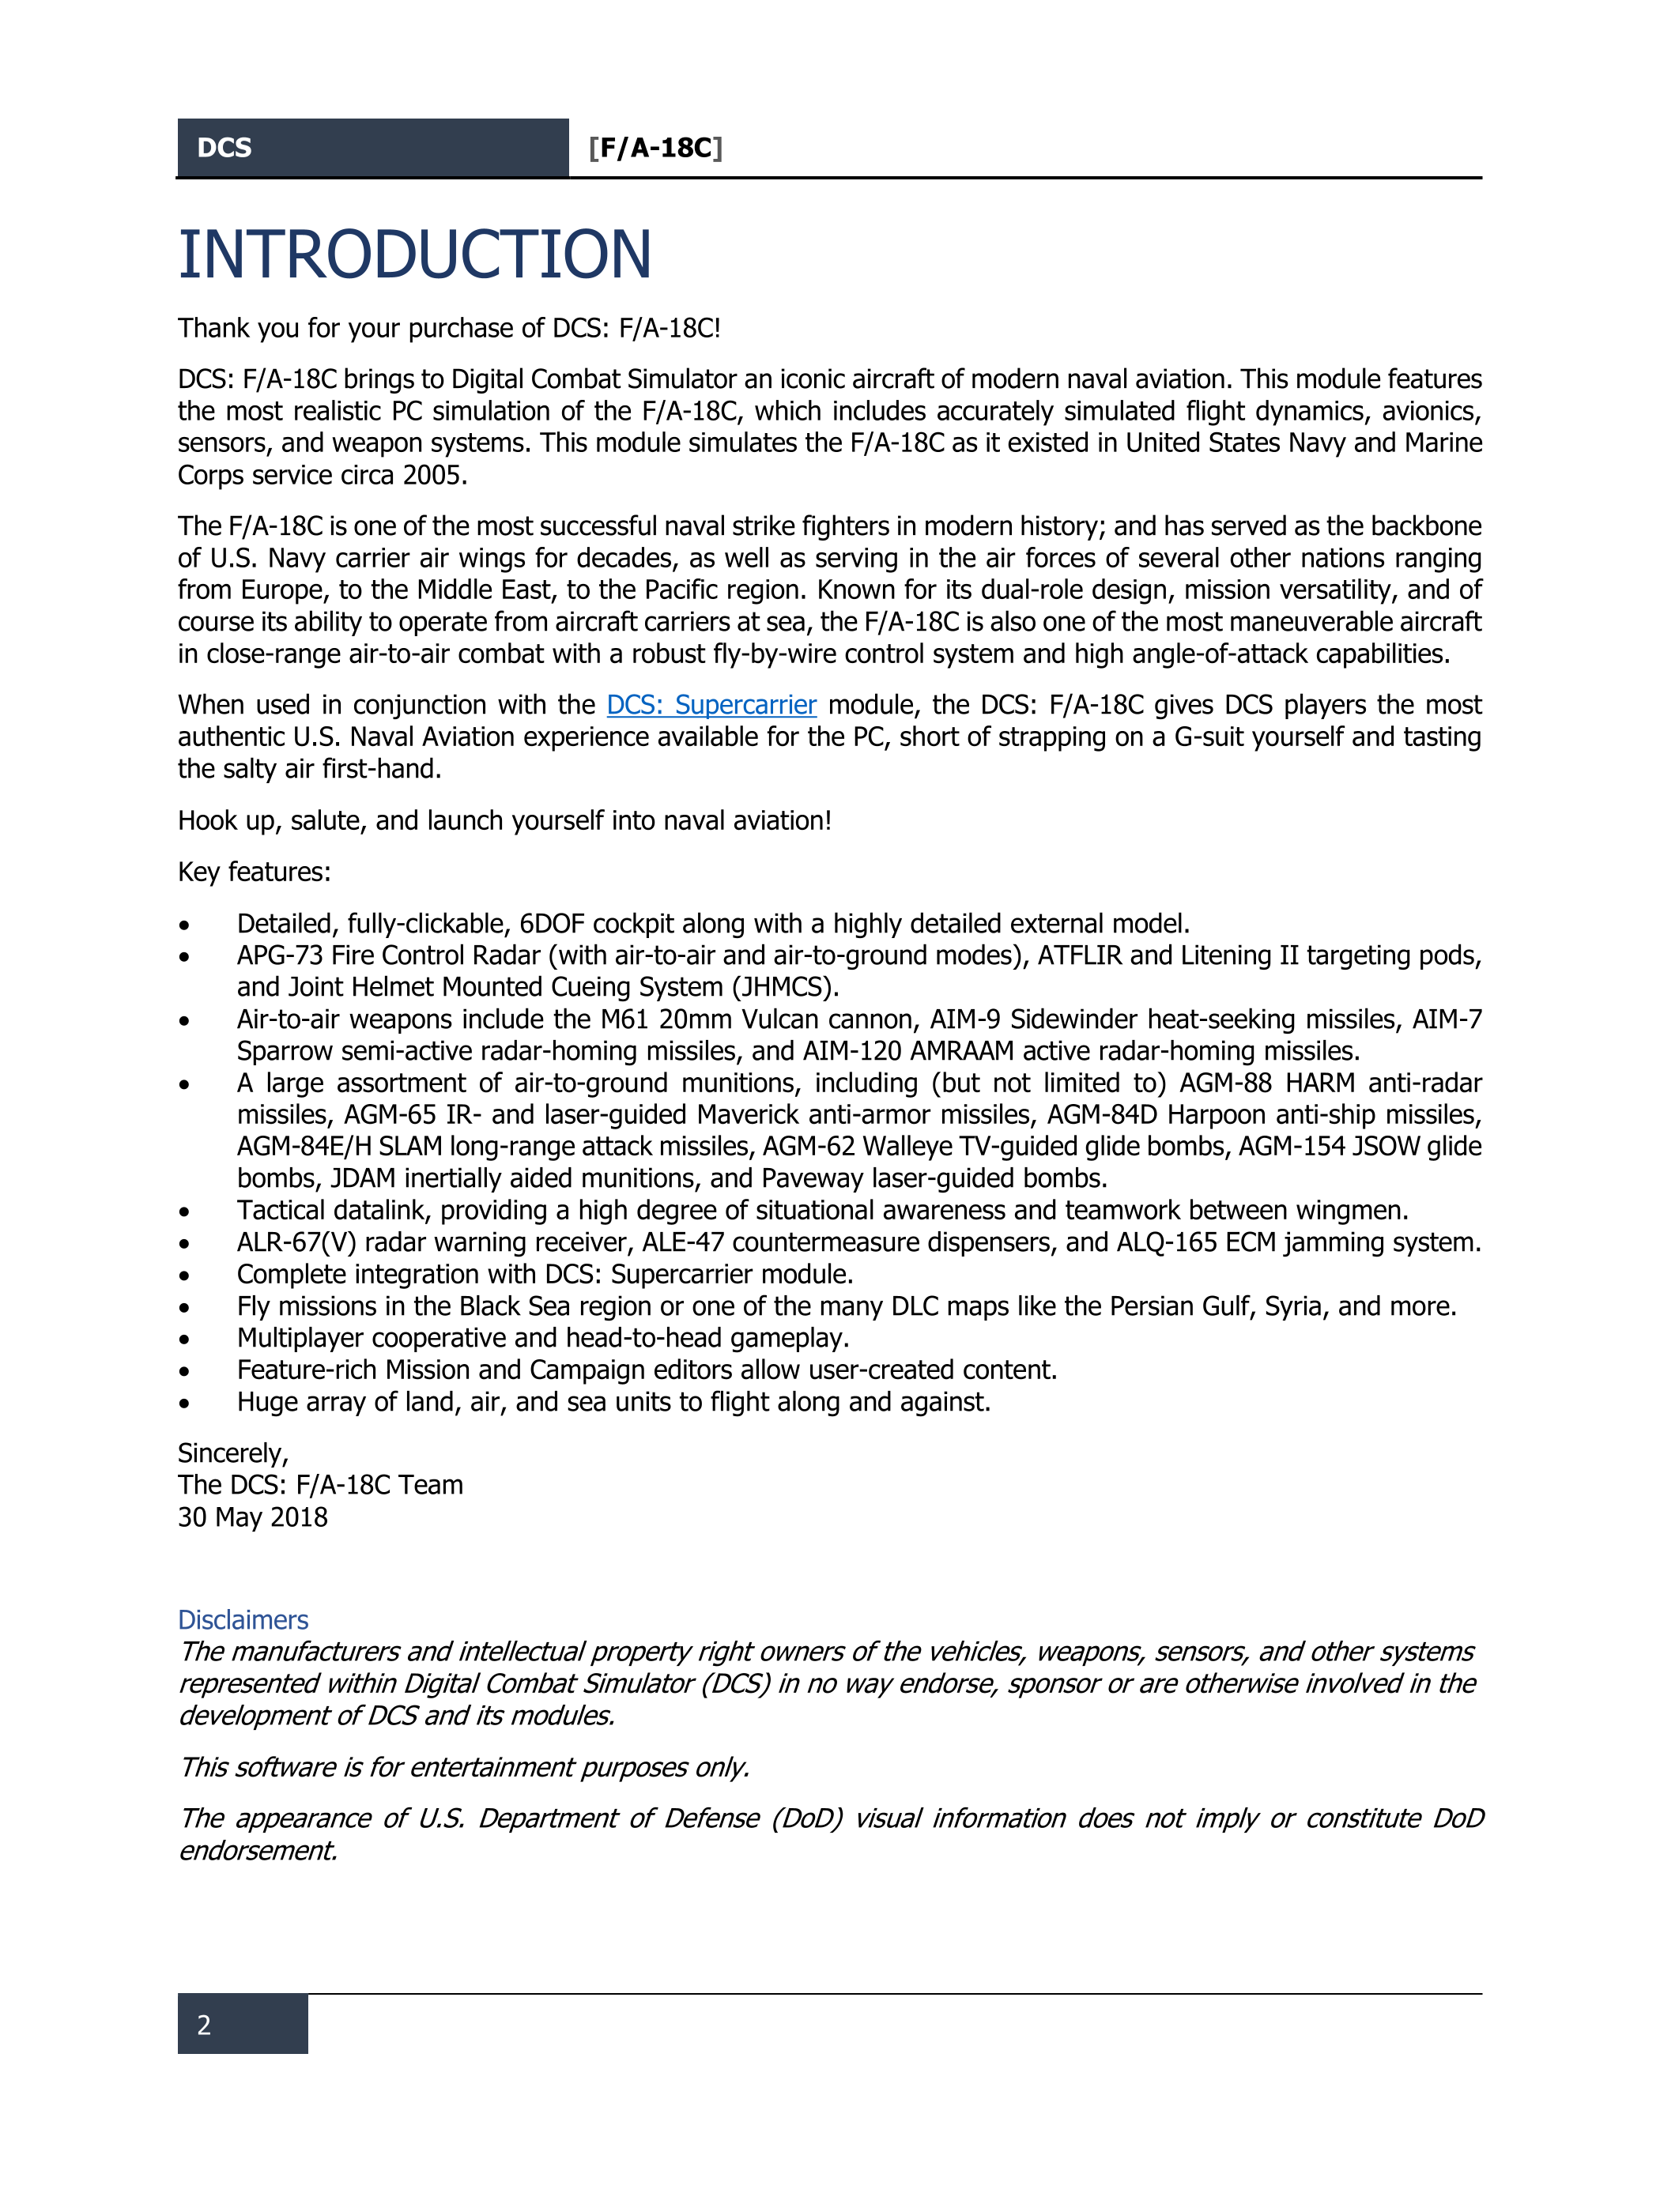 DCS [F/A-18C]
INTRODUCTION
Thank you for your purchase of DCS: F/A-18C!
DCS: F/A-18C brings to Digital Combat Simulator an iconic aircraft of modern naval aviation. This module features
the most realistic PC simulation of the F/A-18C, which includes accurately simulated flight dynamics, avionics,
sensors, and weapon systems. This module simulates the F/A-18C as it existed in United States Navy and Marine
Corps service circa 2005.
The F/A-18C is one of the most successful naval strike fighters in modern history; and has served as the backbone
of U.S. Navy carrier air wings for decades, as well as serving in the air forces of several other nations ranging
from Europe, to the Middle East, to the Pacific region. Known for its dual-role design, mission versatility, and of
course its ability to operate from aircraft carriers at sea, the F/A-18C is also one of the most maneuverable aircraft
in close-range air-to-air combat with a robust fly-by-wire control system and high angle-of-attack capabilities.
When used in conjunction with the DCS: Supercarrier module, the DCS: F/A-18C gives DCS players the most
authentic U.S. Naval Aviation experience available for the PC, short of strapping on a G-suit yourself and tasting
the salty air first-hand.
Hook up, salute, and launch yourself into naval aviation!
Key features:
• Detailed, fully-clickable, 6DOF cockpit along with a highly detailed external model.
• APG-73 Fire Control Radar (with air-to-air and air-to-ground modes), ATFLIR and Litening II targeting pods,
and Joint Helmet Mounted Cueing System (JHMCS).
• Air-to-air weapons include the M61 20mm Vulcan cannon, AIM-9 Sidewinder heat-seeking missiles, AIM-7
Sparrow semi-active radar-homing missiles, and AIM-120 AMRAAM active radar-homing missiles.
• A large assortment of air-to-ground munitions, including (but not limited to) AGM-88 HARM anti-radar
missiles, AGM-65 IR- and laser-guided Maverick anti-armor missiles, AGM-84D Harpoon anti-ship missiles,
AGM-84E/H SLAM long-range attack missiles, AGM-62 Walleye TV-guided glide bombs, AGM-154 JSOW glide
bombs, JDAM inertially aided munitions, and Paveway laser-guided bombs.
• Tactical datalink, providing a high degree of situational awareness and teamwork between wingmen.
• ALR-67(V) radar warning receiver, ALE-47 countermeasure dispensers, and ALQ-165 ECM jamming system.
• Complete integration with DCS: Supercarrier module.
• Fly missions in the Black Sea region or one of the many DLC maps like the Persian Gulf, Syria, and more.
• Multiplayer cooperative and head-to-head gameplay.
• Feature-rich Mission and Campaign editors allow user-created content.
• Huge array of land, air, and sea units to flight along and against.
Sincerely,
The DCS: F/A-18C Team
30 May 2018
Disclaimers
The manufacturers and intellectual property right owners of the vehicles, weapons, sensors, and other systems
represented within Digital Combat Simulator (DCS) in no way endorse, sponsor or are otherwise involved in the
development of DCS and its modules.
This software is for entertainment purposes only.
The appearance of U.S. Department of Defense (DoD) visual information does not imply or constitute DoD
endorsement.
2